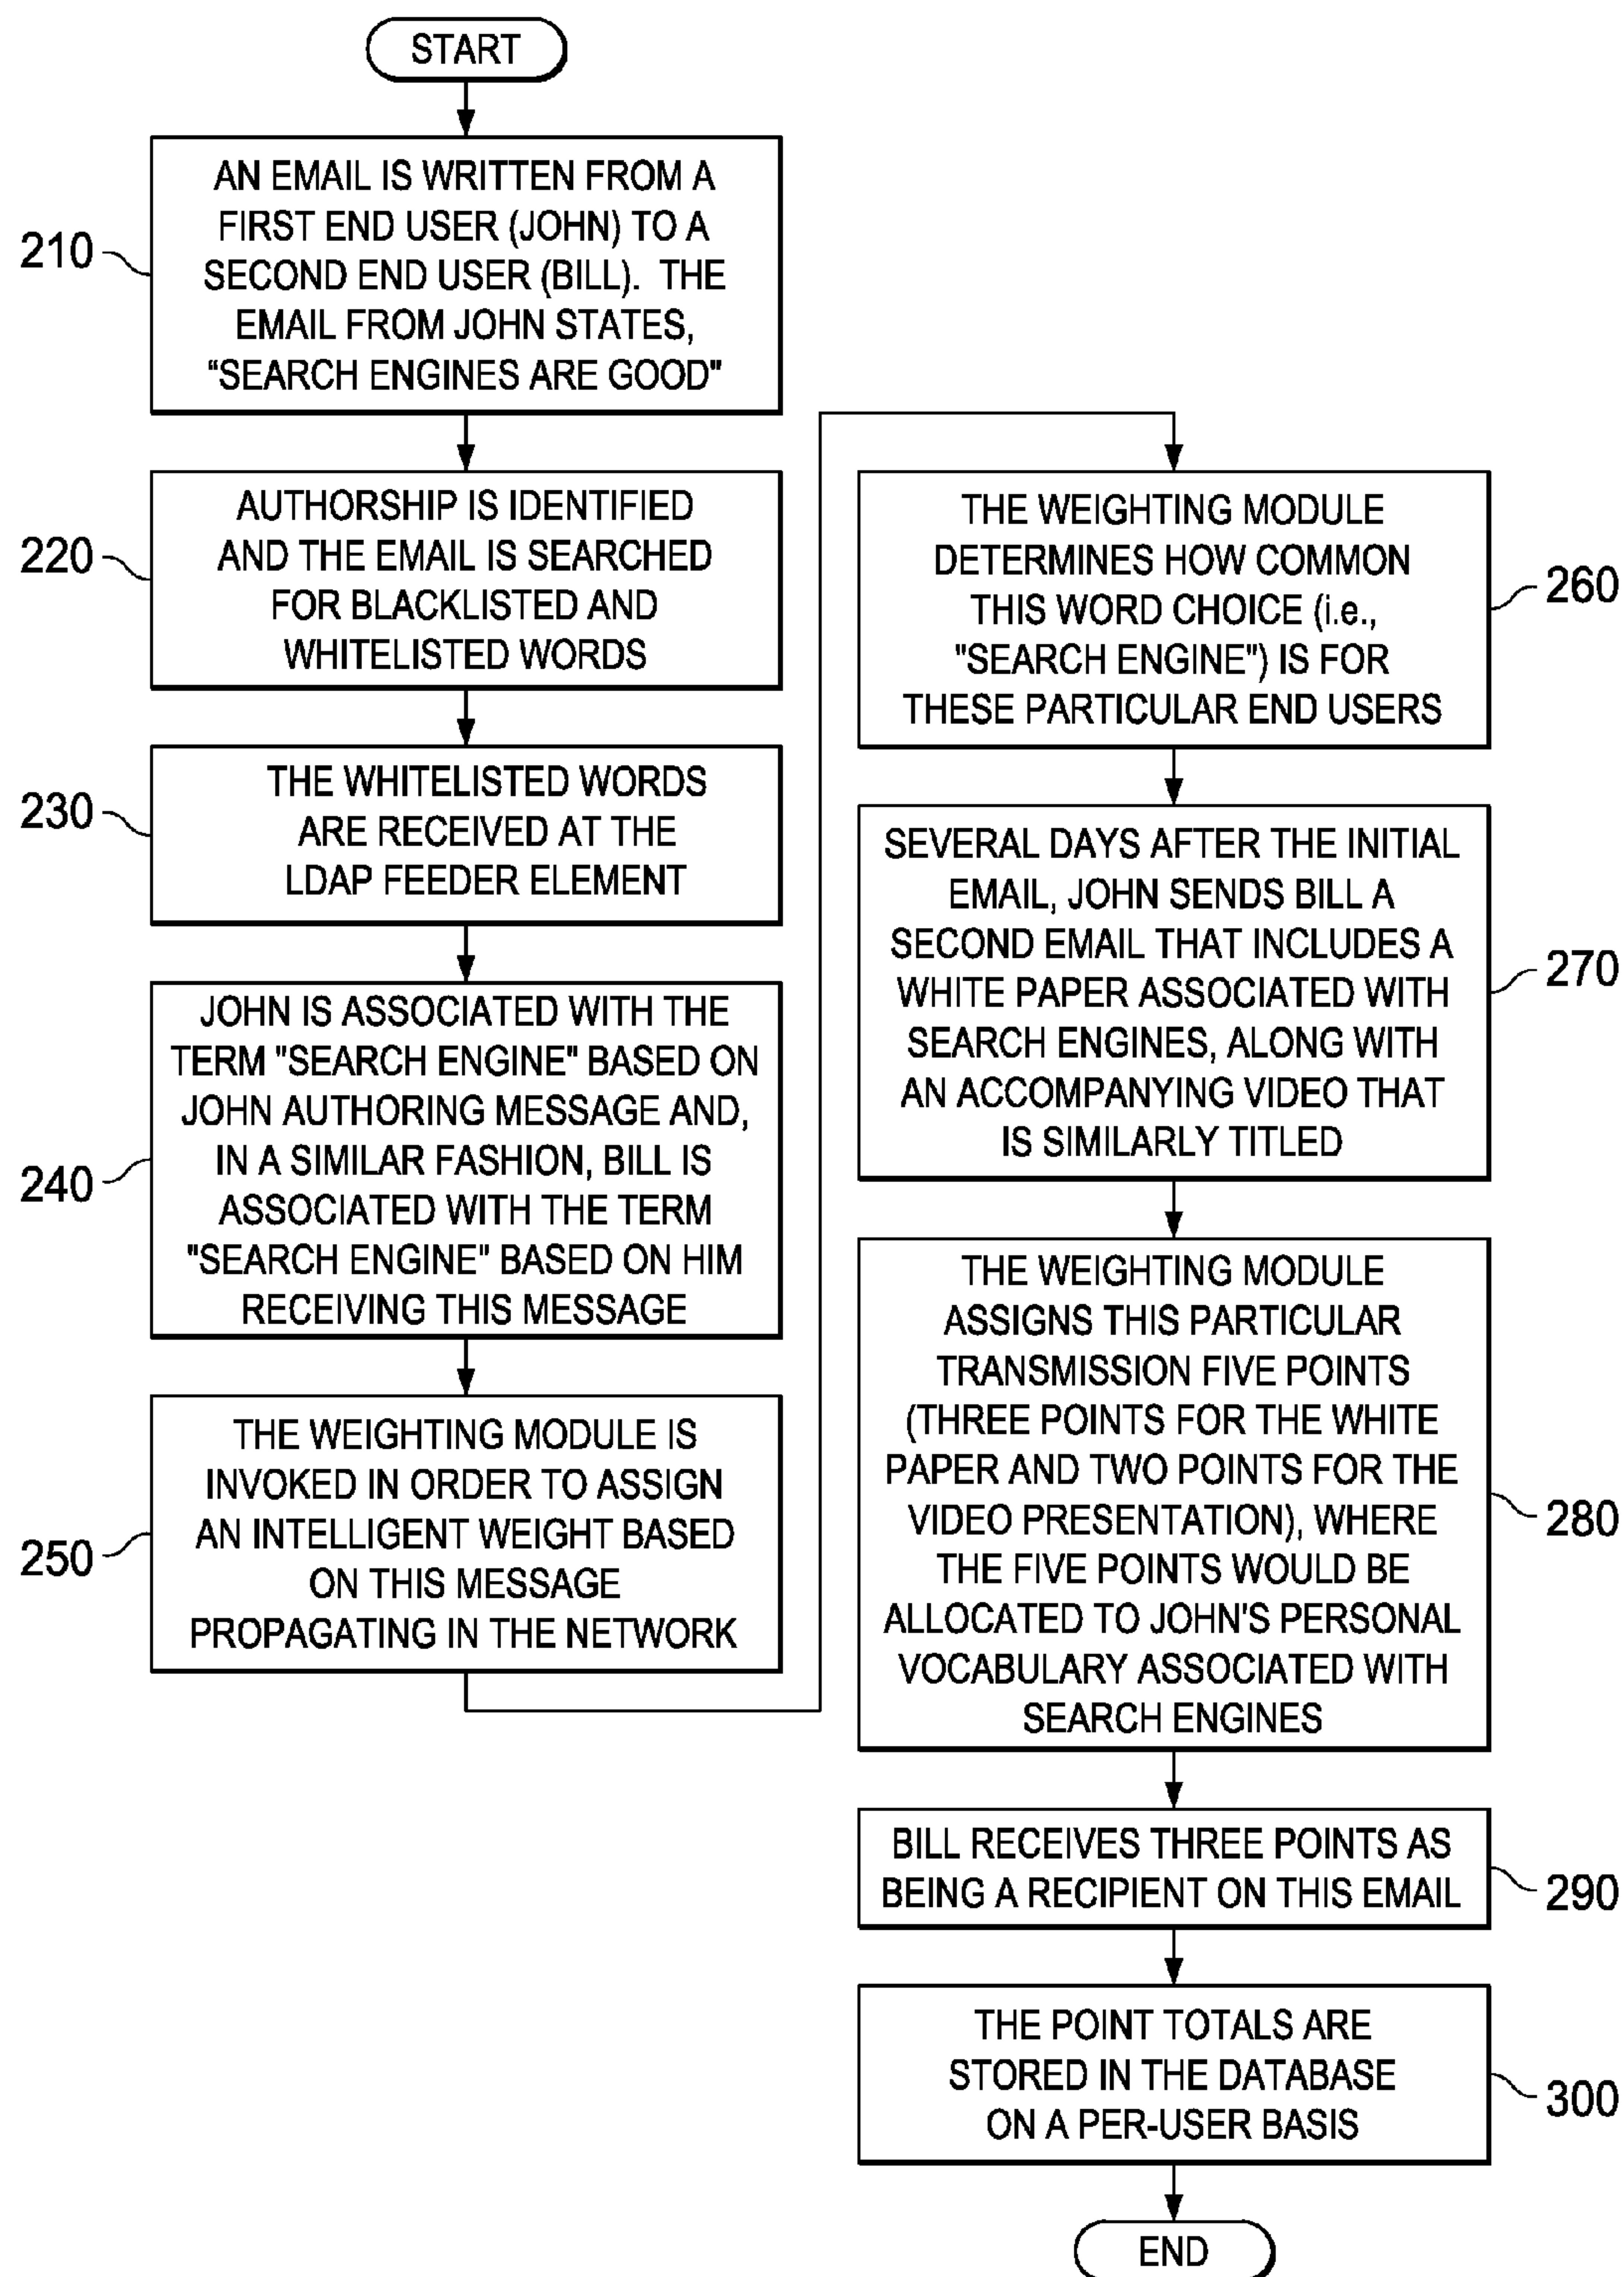 START
AN EMAIL IS WRITTEN FROM A
FIRST END USER (JOHN) TO A
SECOND END USER (BILL). THE
EMAIL FROM JOHN STATES,
“SEARCH ENGINES ARE GOOD"
210
AUTHORSHIP IS IDENTIFIED
AND THE EMAIL IS SEARCHED
FOR BLACKLISTED AND
WHITELISTED WORDS
220
THE WHITELISTED WORDS
ARE RECEIVED AT THE
LDAP FEEDER ELEMENT
230
JOHN IS ASSOCIATED WITH THE
TERM "SEARCH ENGINE" BASED ON
JOHN AUTHORING MESSAGE AND,
IN A SIMILAR FASHION, BILL IS
ASSOCIATED WITH THE TERM
"SEARCH ENGINE" BASED ON HIM
RECEIVING THIS MESSAGE
240
THE WEIGHTING MODULE IS
INVOKED IN ORDER TO ASSIGN
AN INTELLIGENT WEIGHT BASED
ON THIS MESSAGE
PROPAGATING IN THE NETWORK
250
THE WEIGHTING MODULE
DETERMINES HOW COMMON
THIS WORD CHOICE (i.e.,
"SEARCH ENGINE") IS FOR
THESE PARTICULAR END USERS
260
SEVERAL DAYS AFTER THE INITIAL
EMAIL, JOHN SENDS BILL A
SECOND EMAIL THAT INCLUDES A
WHITE PAPER ASSOCIATED WITH
SEARCH ENGINES, ALONG WITH
AN ACCOMPANYING VIDEO THAT
IS SIMILARLY TITLED
270
THE WEIGHTING MODULE
ASSIGNS THIS PARTICULAR
TRANSMISSION FIVE POINTS
(THREE POINTS FOR THE WHITE
PAPER AND TWO POINTS FOR THE
VIDEO PRESENTATION), WHERE
THE FIVE POINTS WOULD BE
ALLOCATED TO JOHN'S PERSONAL
VOCABULARY ASSOCIATED WITH
SEARCH ENGINES
280
BILL RECEIVES THREE POINTS AS
BEING A RECIPIENT ON THIS EMAIL
290
THE POINT TOTALS ARE
STORED IN THE DATABASE
ON A PER-USER BASIS
300
END